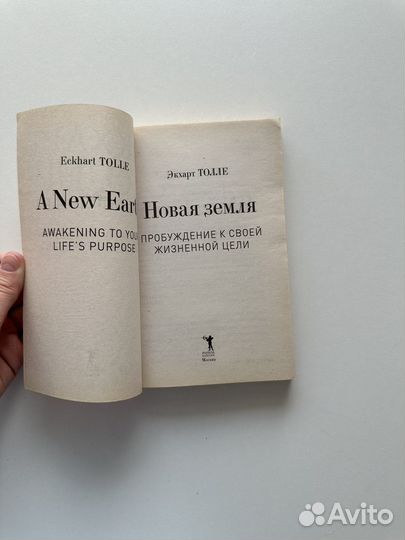 Eckhart TOLLE
A New Eart
AWAKENING TO YOU
LIFE'S PURPOSE
Экхарт ТОЛЛЕ
Новая земля
ПРОБУЖДЕНИЕ К СВОЕЙ
ЖИЗНЕННОЙ ЦЕЛИ
Москва
Avito